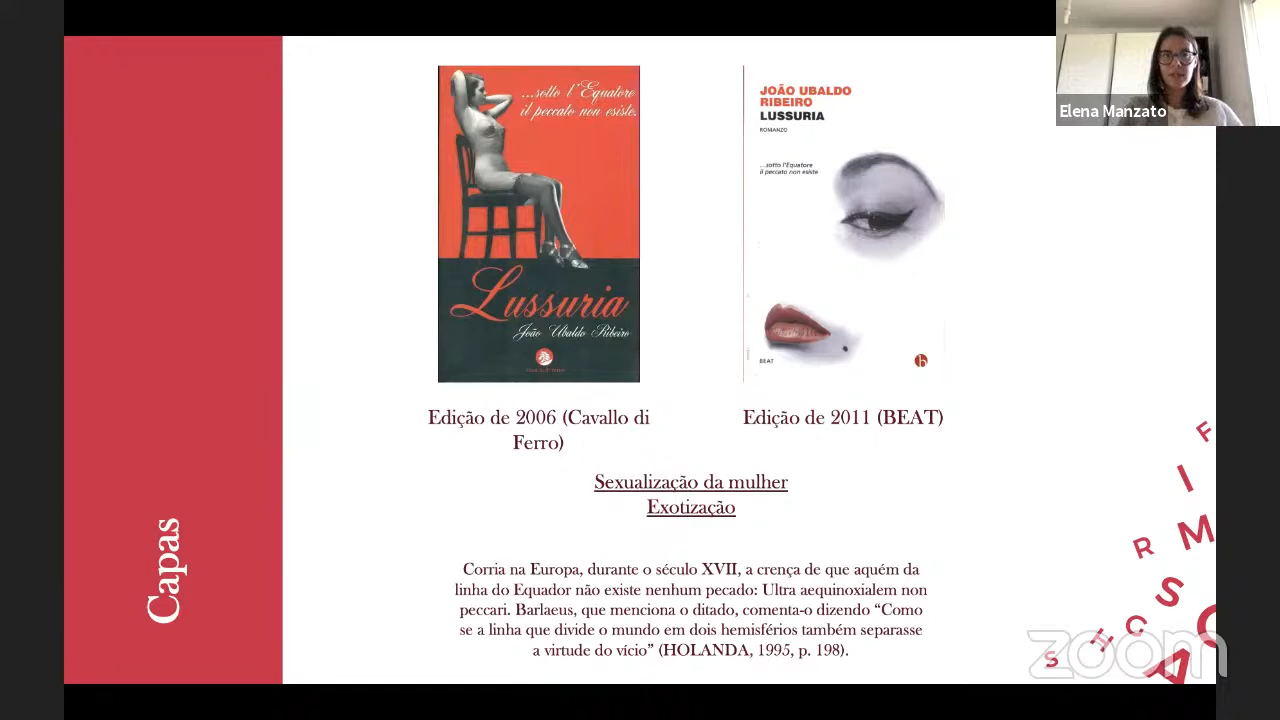 Capas
...sotto l'Equatore
il peccato non esiste.
Lussuria
João Ubaldo Ribeiro
Edição de 2006 (Cavallo di
Ferro)
JOÃO UBALDO
RIBEIRO
LUSSURIA
ROMANZO
...sotto l'Equatore
il peccato non esiste
BEAT
b
Edição de 2011 (BEAT)
Sexualização da mulher
Exotização
Corria na Europa, durante o século XVII, a crença de que aquém da
linha do Equador não existe nenhum pecado: Ultra aequinoxialem non
peccari. Barlaeus, que menciona o ditado, comenta-o dizendo “Como
se a linha que divide o mundo em dois hemisférios também separasse
a virtude do vício” (HOLANDA, 1995, p. 198).
Elena Manzato
F
I
R M
S
H C O
S A
zoom